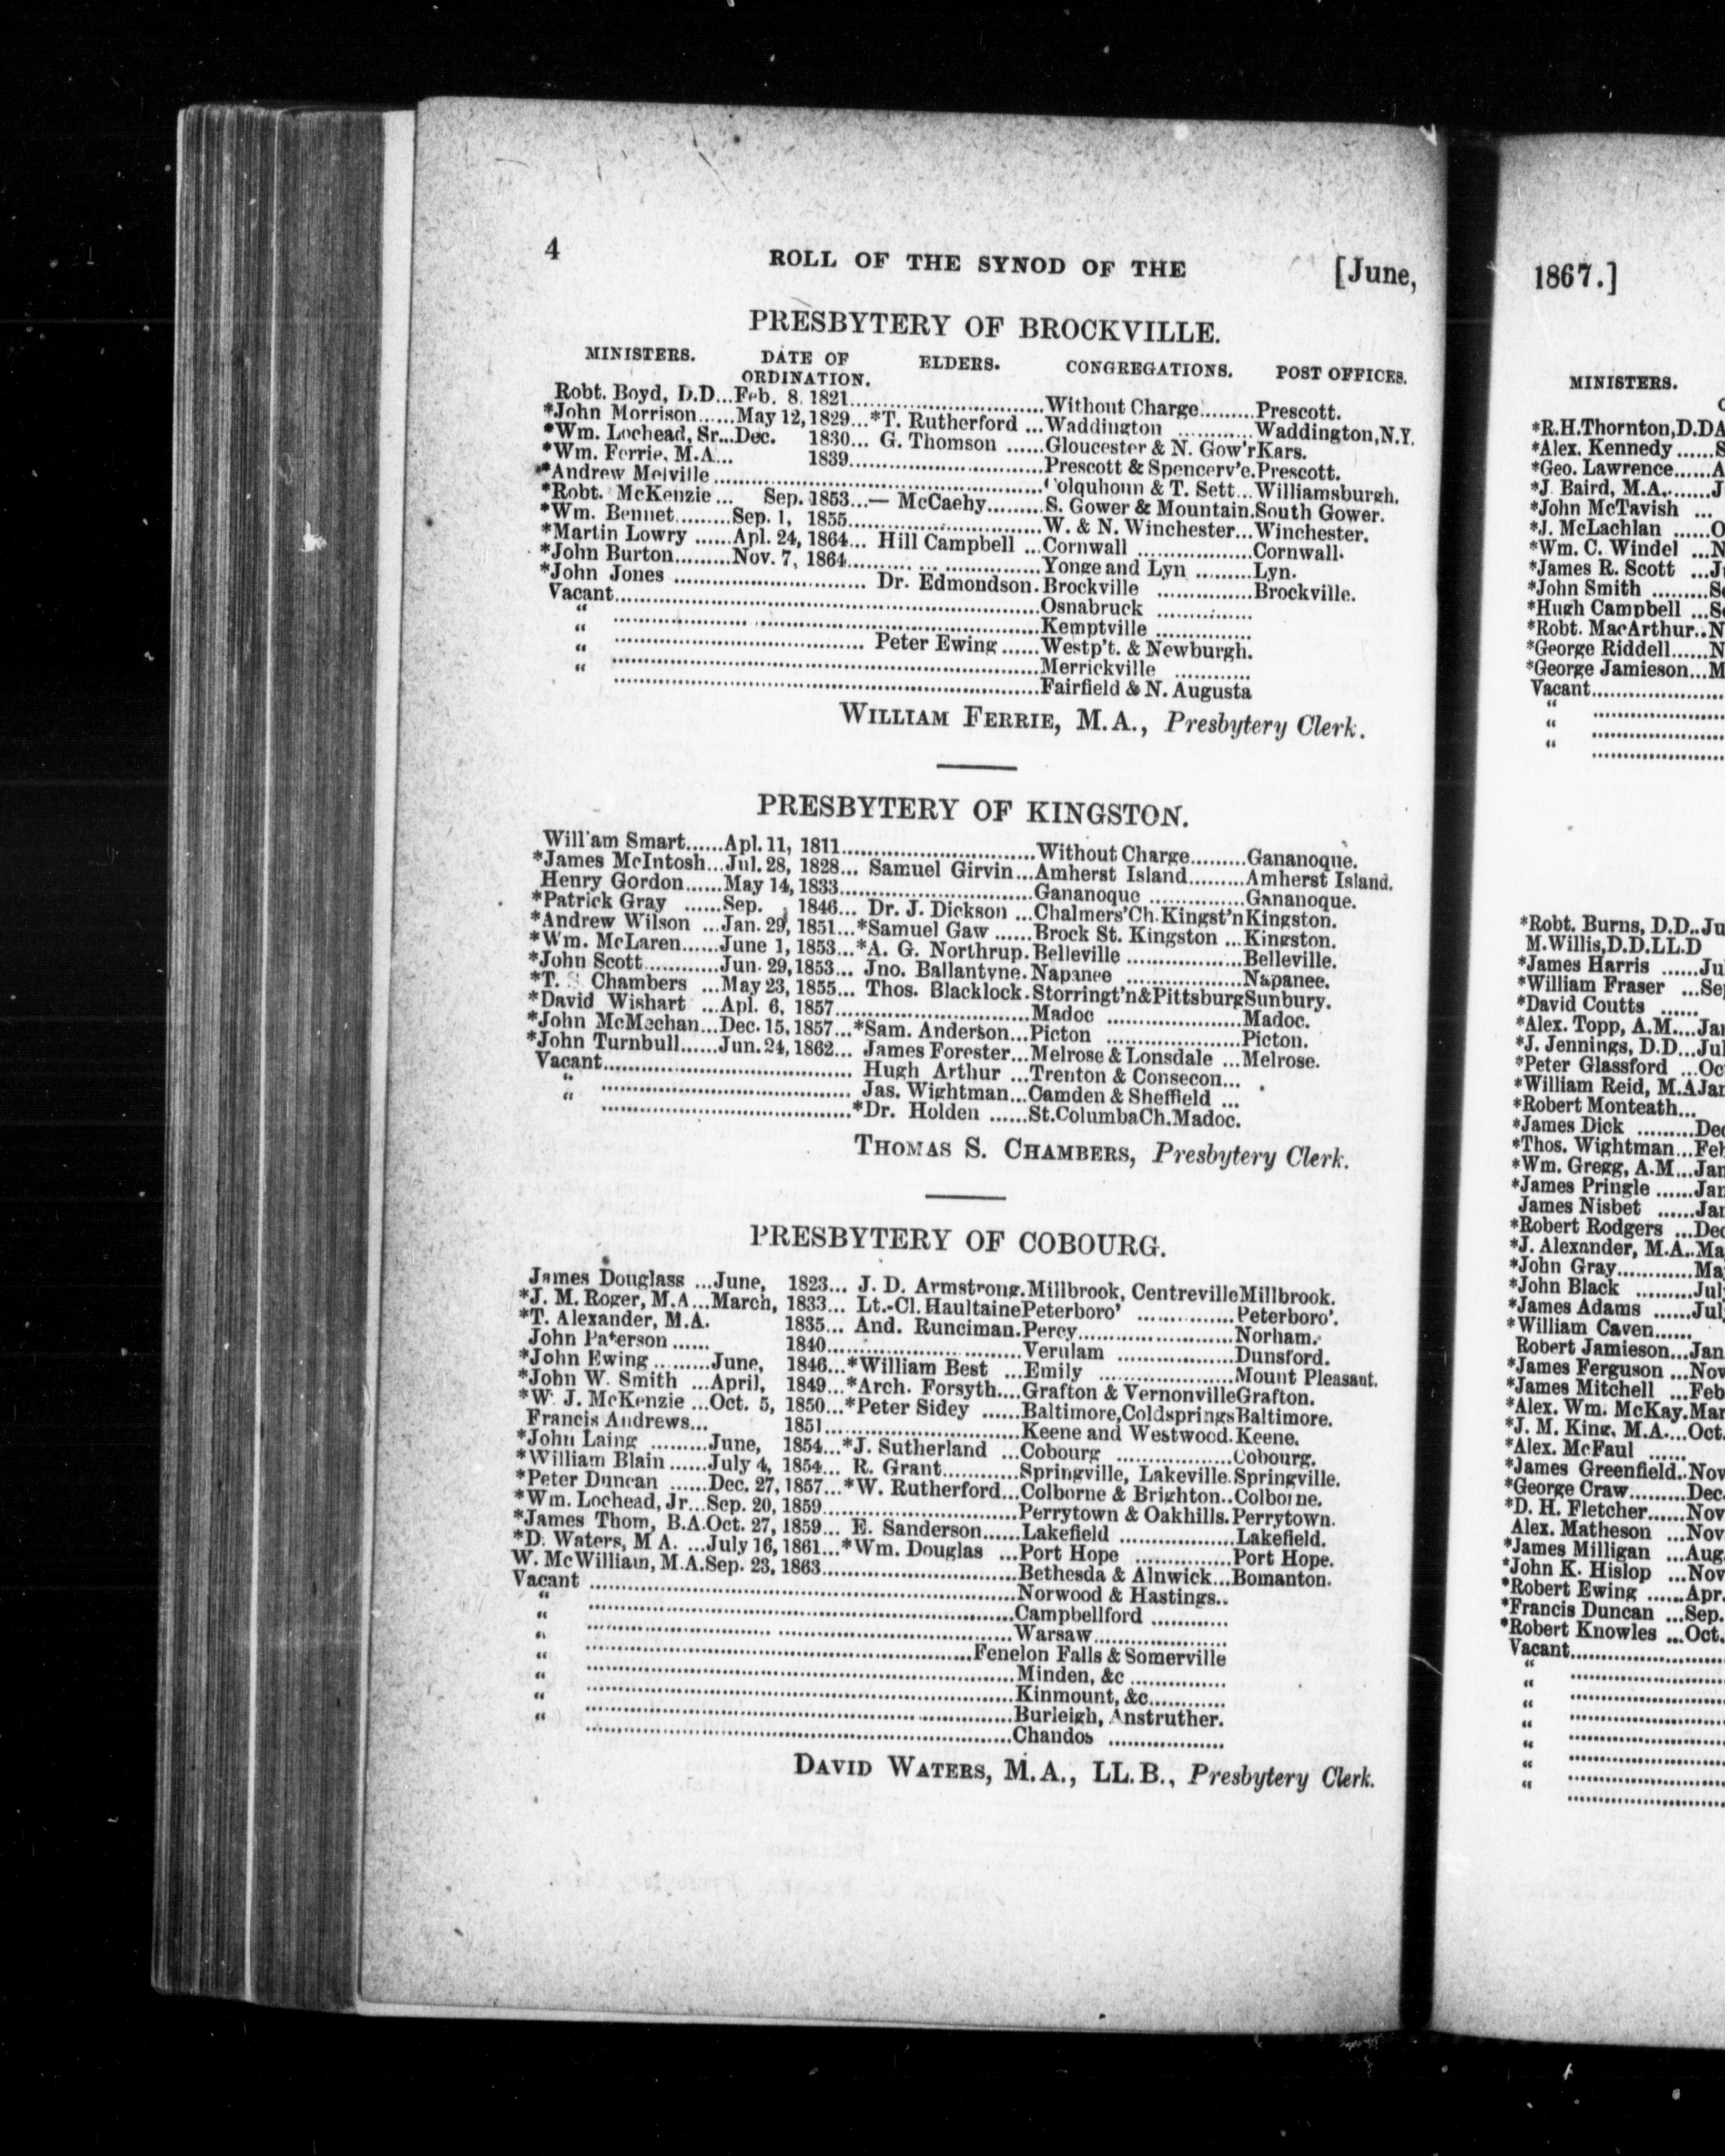 4 ROLL OF THE SYNOD OF THE [June,
PRESBYTERY OF BROCKVILLE.
MINISTERS. DATE OF ORDINATION. ELDERS. CONGREGATIONS. POST OFFICES.
Robt. Boyd, D.D...Feb. 8, 1821..............................Without Charge.........Prescott.
*John Morrison......May 12, 1829...*T. Rutherford ...Waddington ............Waddington, N.Y.
*Wm. Lochead, Sr...Dec. 1830... G. Thomson ......Gloucester & N. Gow'r Kars.
*Wm. Ferrie, M.A... 1839..............................Prescott & Spencerv'e. Prescott.
*Andrew Melville ..................................................Colquhoun & T. Sett...Williamsburgh.
*Robt. McKenzie ... Sep. 1853...— McCaehy.........S. Gower & Mountain. South Gower.
*Wm. Bennet.........Sep. 1, 1855..............................W. & N. Winchester...Winchester.
*Martin Lowry ......Apl. 24, 1864... Hill Campbell ...Cornwall ..................Cornwall.
*John Burton.........Nov. 7, 1864..............................Yonge and Lyn .........Lyn.
*John Jones .............................. Dr. Edmondson. Brockville ...............Brockville.
Vacant..................................................................Osnabruck ...............
" ..................................................................Kemptville ...............
" ....................................... Peter Ewing ......Westp't. & Newburgh.
" ..................................................................Merrickville ............
" ..................................................................Fairfield & N. Augusta
WILLIAM FERRIE, M.A., Presbytery Clerk.
PRESBYTERY OF KINGSTON.
William Smart......Apl. 11, 1811..............................Without Charge.........Gananoque.
*James McIntosh...Jul. 28, 1828... Samuel Girvin...Amherst Island.........Amherst Island.
Henry Gordon......May 14, 1833..............................Gananoque ...............Gananoque.
*Patrick Gray ......Sep. 1846... Dr. J. Dickson ...Chalmers' Ch. Kingst'n Kingston.
*Andrew Wilson ...Jan. 29, 1851...*Samuel Gaw ......Brock St. Kingston ...Kingston.
*Wm. McLaren......June 1, 1853...*A. G. Northrup. Belleville ..................Belleville.
*John Scott............Jun. 29, 1853... Jno. Ballantyne. Napanee ..................Napanee.
*T. S Chambers ...May 23, 1855... Thos. Blacklock. Storringt'n & Pittsburg Sunbury.
*David Wishart ...Apl. 6, 1857..............................Madoc .....................Madoc.
*John McMechan...Dec. 15, 1857...*Sam. Anderson...Picton .....................Picton.
*John Turnbull......Jun. 24, 1862... James Forester...Melrose & Lonsdale ...Melrose.
Vacant....................................... Hugh Arthur ...Trenton & Consecon...
" ....................................... Jas. Wightman...Camden & Sheffield ...
" .......................................*Dr. Holden ......St. Columba Ch. Madoc.
THOMAS S. CHAMBERS, Presbytery Clerk.
PRESBYTERY OF COBOURG.
James Douglass ...June, 1823... J. D. Armstrong. Millbrook, Centreville Millbrook.
*J. M. Roger, M.A...March, 1833... Lt.-Cl. Haultaine Peterboro' ...............Peterboro'.
*T. Alexander, M.A. 1835... And. Runciman. Percy........................Norham.
John Paterson ...... 1840..............................Verulam ..................Dunsford.
*John Ewing .........June, 1846...*William Best ...Emily .....................Mount Pleasant.
*John W. Smith ...April, 1849...*Arch. Forsyth....Grafton & Vernonville Grafton.
*W. J. McKenzie ...Oct. 5, 1850...*Peter Sidey ......Baltimore, Coldsprings Baltimore.
Francis Andrews... 1851..............................Keene and Westwood. Keene.
*John Laing .........June, 1854...*J. Sutherland ...Cobourg ..................Cobourg.
*William Blain ......July 4, 1854... R. Grant............Springville, Lakeville. Springville.
*Peter Duncan ......Dec. 27, 1857...*W. Rutherford...Colborne & Brighton..Colborne.
*Wm. Lochead, Jr...Sep. 20, 1859..............................Perrytown & Oakhills. Perrytown.
*James Thom, B.A. Oct. 27, 1859... E. Sanderson......Lakefield ..................Lakefield.
*D. Waters, M A. ...July 16, 1861...*Wm. Douglas ...Port Hope ...............Port Hope.
W. McWilliam, M.A. Sep. 23, 1863..............................Bethesda & Alnwick...Bomanton.
Vacant ..................................................................Norwood & Hastings..
" ..................................................................Campbellford ............
" ..................................................................Warsaw.....................
" ............................................................Fenelon Falls & Somerville
" ..................................................................Minden, &c ...............
" ..................................................................Kinmount, &c............
" ..................................................................Burleigh, Anstruther.
" ..................................................................Chandos ..................
DAVID WATERS, M.A., LL.B., Presbytery Clerk.
1867.]
MINISTERS.
*R.H. Thornton, D.D
*Alex. Kennedy ......
*Geo. Lawrence......
*J. Baird, M.A........
*John McTavish ...
*J. McLachlan ......
*Wm. C. Windel ...
*James R. Scott ...
*John Smith .........
*Hugh Campbell ...
*Robt. MacArthur..
*George Riddell......
*George Jamieson...
Vacant..................
" ..................
" ..................
" ..................
*Robt. Burns, D.D..
M. Willis, D.D. LL.D
*James Harris ......
*William Fraser ...
*David Coutts ......
*Alex. Topp, A.M....
*J. Jennings, D.D...
*Peter Glassford ...
*William Reid, M.A
*Robert Monteath...
*James Dick .........
*Thos. Wightman...
*Wm. Gregg, A.M...
*James Pringle ......
James Nisbet ......
*Robert Rodgers ...
*J. Alexander, M.A..
*John Gray............
*John Black .........
*James Adams ......
*William Caven......
Robert Jamieson...
*James Ferguson ...
*James Mitchell ...
*Alex. Wm. McKay.
*J. M. King, M.A....
*Alex. McFaul ......
*James Greenfield..
*George Craw.........
*D. H. Fletcher......
Alex. Matheson ...
*James Milligan ...
*John K. Hislop ...
*Robert Ewing ......
*Francis Duncan ...
*Robert Knowles ...
Vacant..................
" ..................
" ..................
" ..................
" ..................
" ..................
" ..................
" ..................